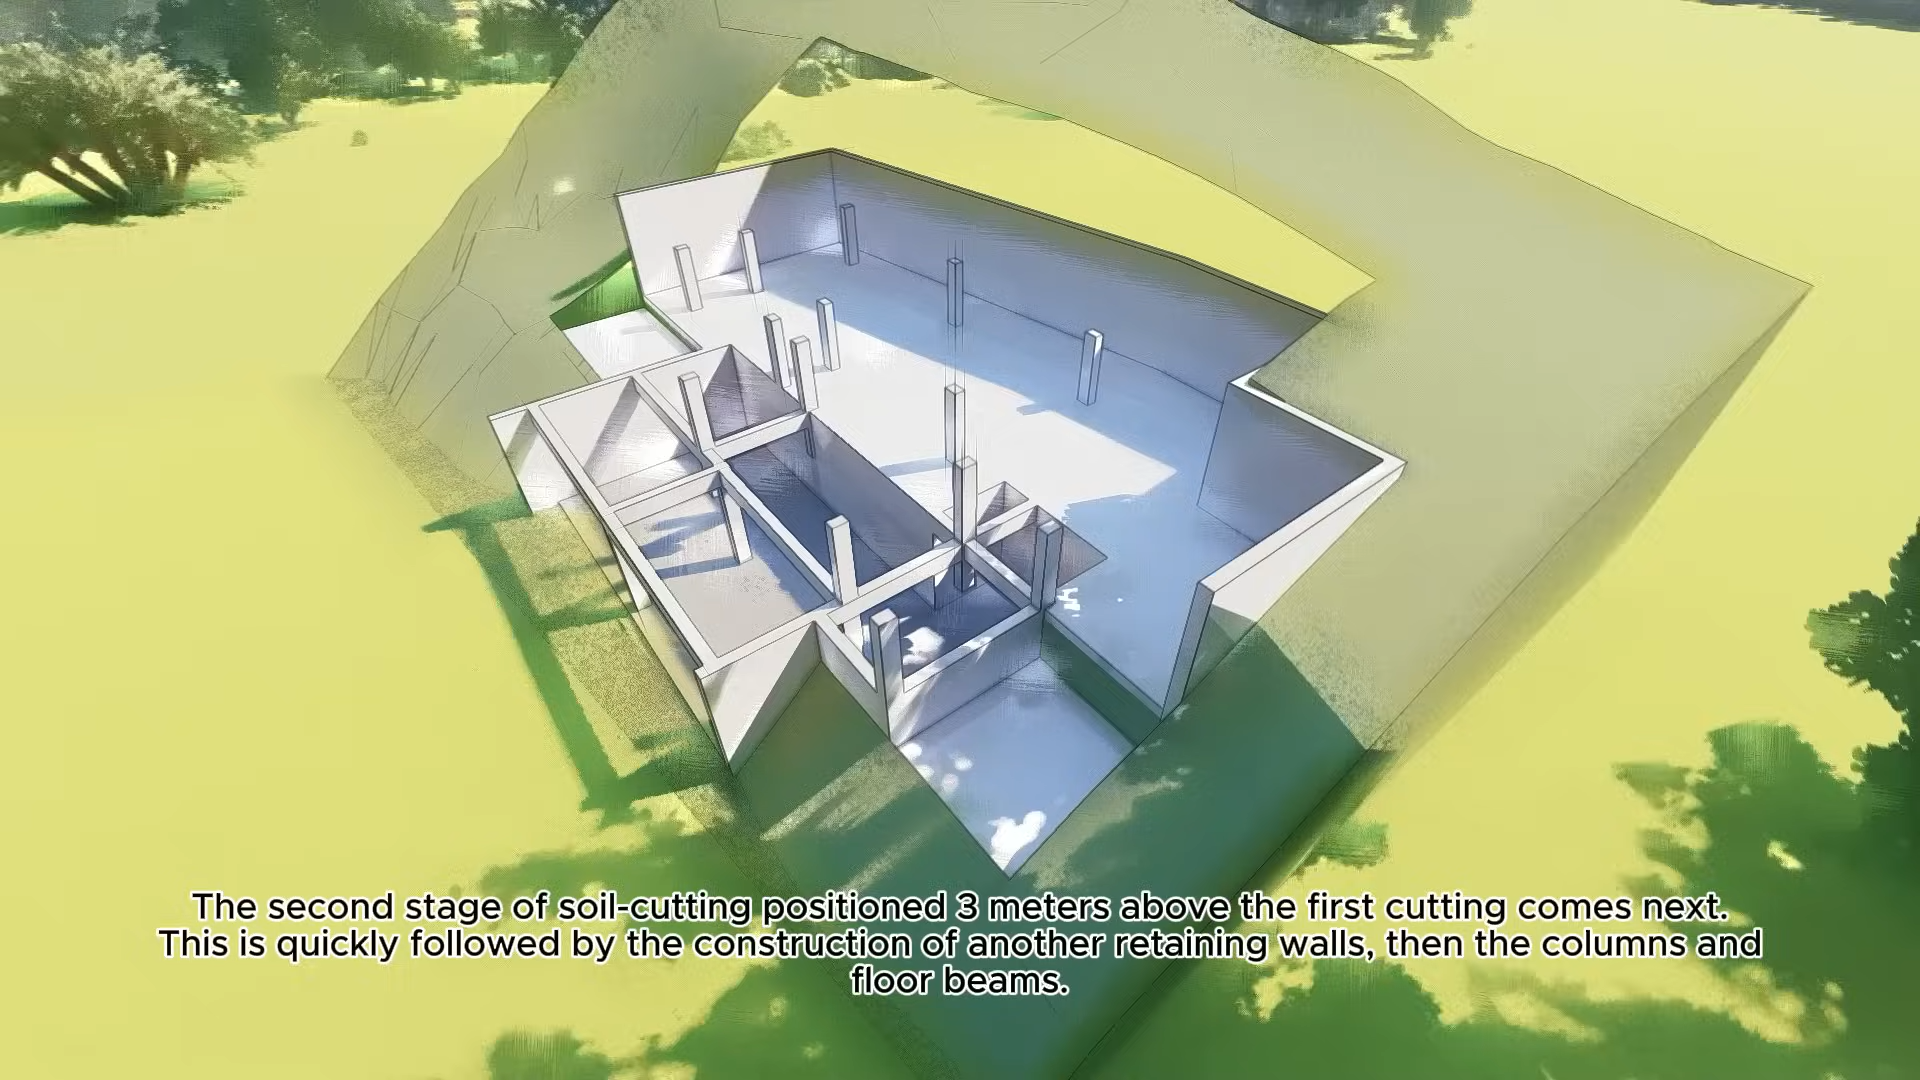 The second stage of soil-cutting positioned 3 meters above the first cutting comes next.
This is quickly followed by the construction of another retaining walls, then the columns and
floor beams.